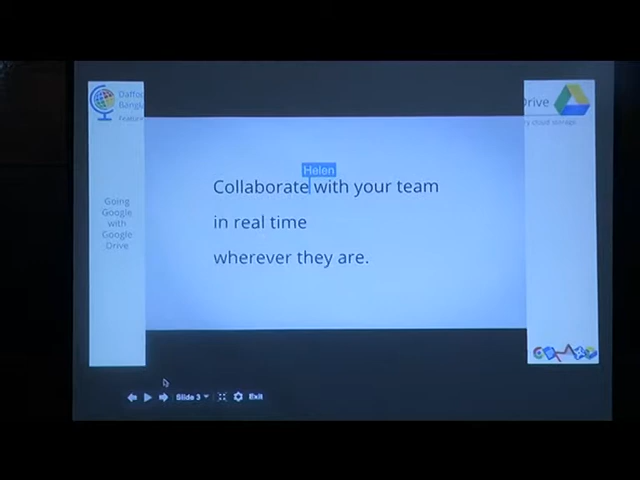 Drive
Going
Google
with
Google
Drive
Helen
Collaborate with your team
in real time
wherever they are.
Slide 3
Exit